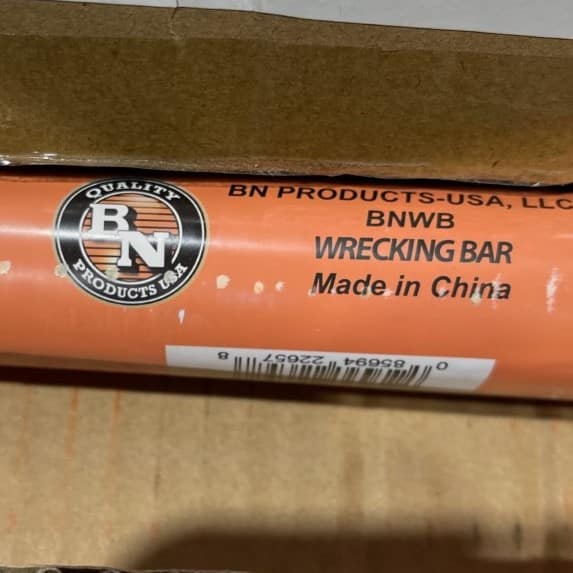 QUALITY
BN
PRODUCTS USA
BN PRODUCTS-USA, LLC
BNWB
WRECKING BAR
Made in China
0 85694 22657 8